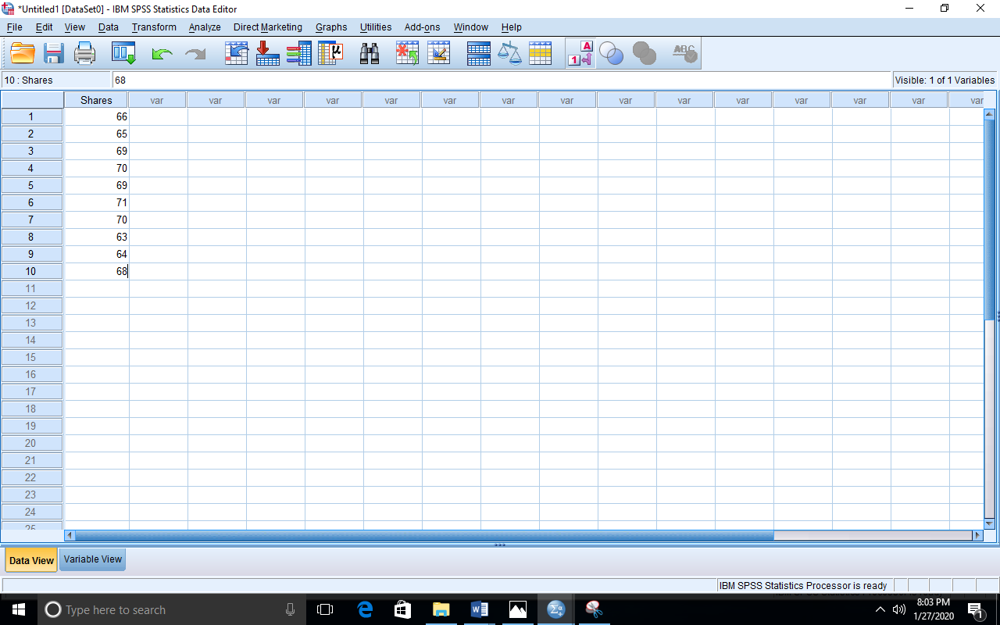 *Untitled1 [DataSet0] - IBM SPSS Statistics Data Editor
File Edit View Data Transform Analyze Direct Marketing Graphs Utilities Add-ons Window Help
μ A 1 ABC
10 : Shares 68 Visible: 1 of 1 Variables
Shares var var var var var var var var var var var var var var var
1 66
2 65
3 69
4 70
5 69
6 71
7 70
8 63
9 64
10 68
11
12
13
14
15
16
17
18
19
20
21
22
23
24
Data View Variable View
IBM SPSS Statistics Processor is ready
Type here to search
8:03 PM
1/27/2020
1